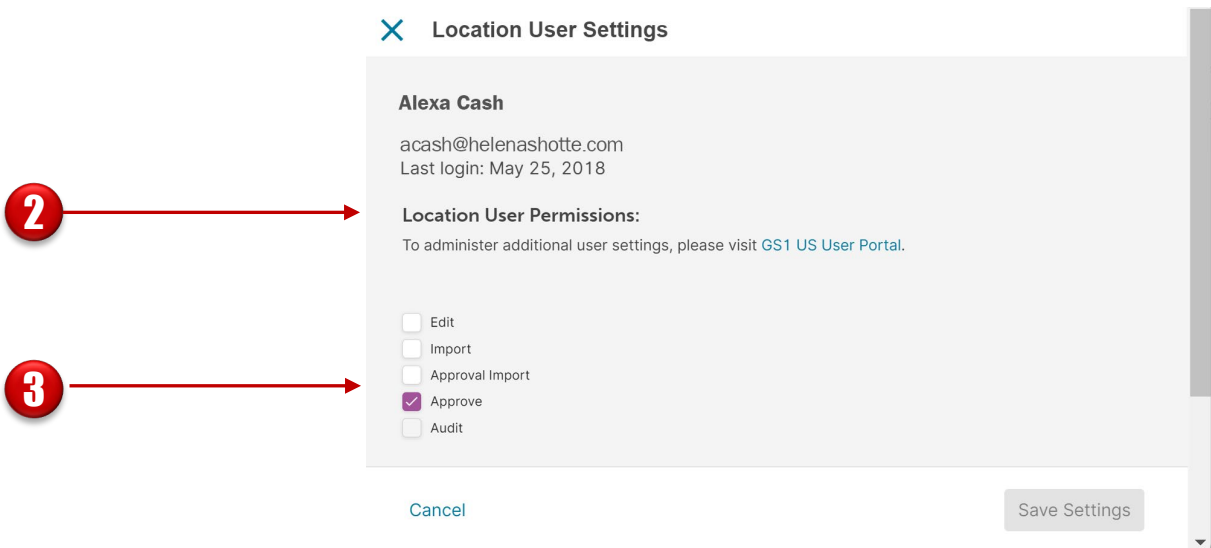 Location User Settings
Alexa Cash
acash@helenashotte.com
Last login: May 25, 2018
2
Location User Permissions:
To administer additional user settings, please visit GS1 US User Portal.
Edit
Import
Approval Import
3
Approve
Audit
Cancel
Save Settings